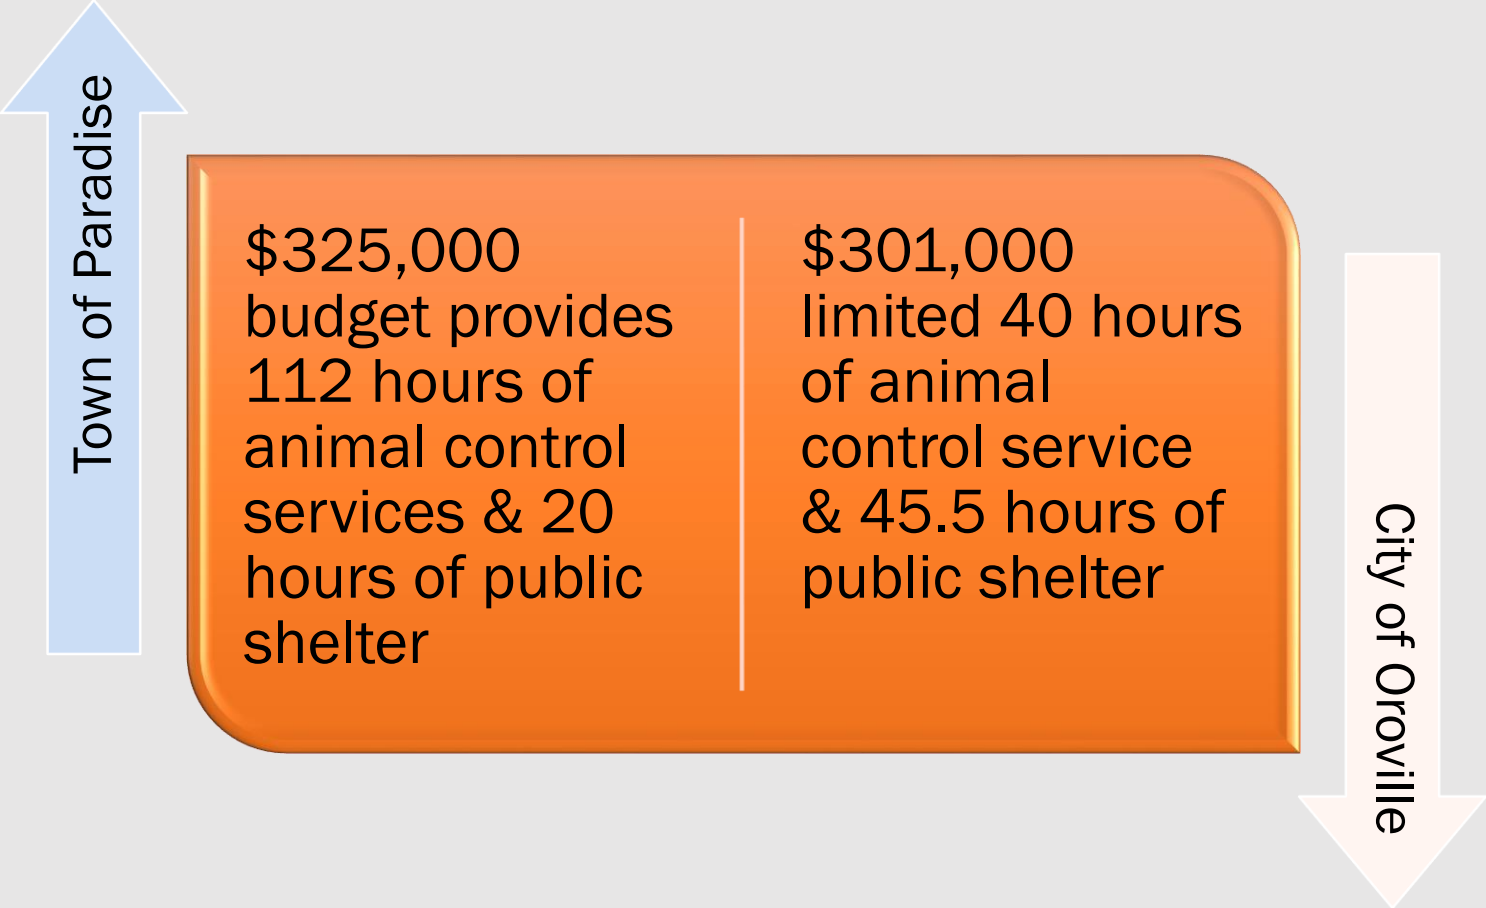 Town of Paradise
$325,000
budget provides
112 hours of
animal control
services & 20
hours of public
shelter
$301,000
limited 40 hours
of animal
control service
& 45.5 hours of
public shelter
City of Oroville